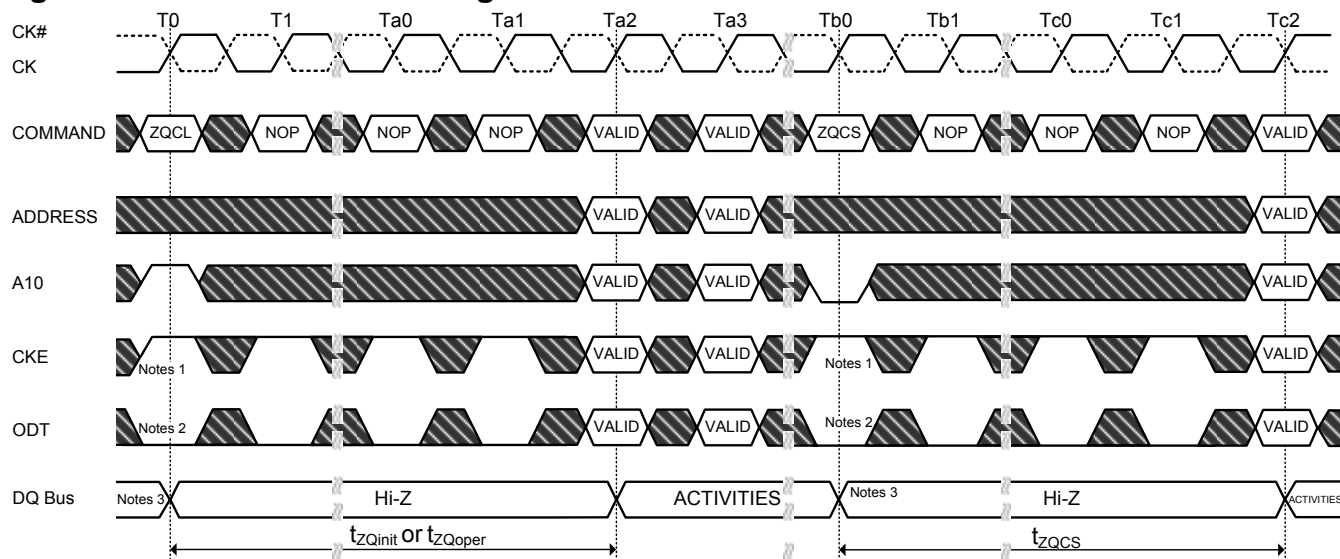 T0 T1 Ta0 Ta1 Ta2 Ta3 Tb0 Tb1 Tc0 Tc1 Tc2
CK#
CK
COMMAND ZQCL NOP NOP NOP VALID VALID ZQCS NOP NOP NOP VALID
ADDRESS VALID VALID VALID
A10 VALID VALID VALID
CKE Notes 1 VALID VALID Notes 1 VALID
ODT Notes 2 VALID VALID Notes 2 VALID
DQ Bus Notes 3 Hi-Z ACTIVITIES Notes 3 Hi-Z ACTIVITIES
tZQinit or tZQoper tZQCS